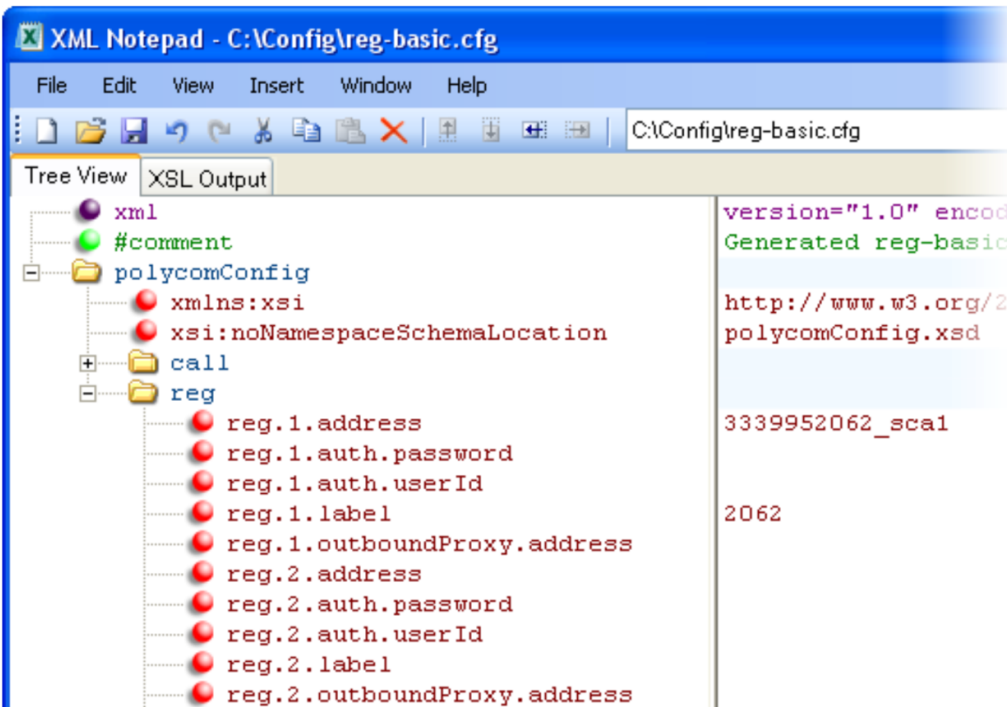 XML Notepad - C:\Config\reg-basic.cfg
File Edit View Insert Window Help
C:\Config\reg-basic.cfg
Tree View XSL Output
xml version="1.0" encod
#comment Generated reg-basic
polycomConfig
xmlns:xsi http://www.w3.org/2
xsi:noNamespaceSchemaLocation polycomConfig.xsd
call
reg
reg.1.address 3339952062_sca1
reg.1.auth.password
reg.1.auth.userId
reg.1.label 2062
reg.1.outboundProxy.address
reg.2.address
reg.2.auth.password
reg.2.auth.userId
reg.2.label
reg.2.outboundProxy.address